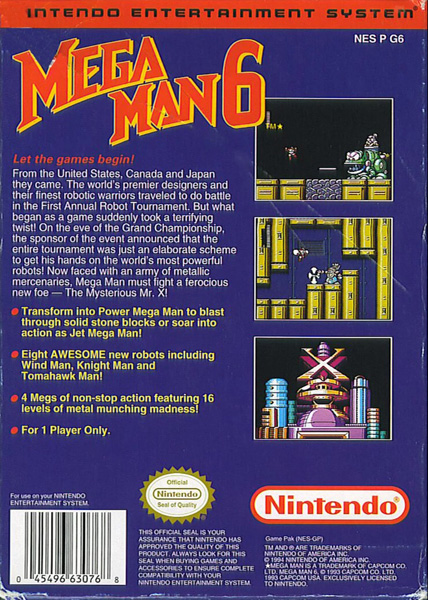 INTENDO ENTERTAINMENT SYSTEM®
NES P G6
MEGA
MAN 6
Let the games begin!
From the United States, Canada and Japan
they came. The world's premier designers and
their finest robotic warriors traveled to do battle
in the First Annual Robot Tournament. But what
began as a game suddenly took a terrifying
twist! On the eve of the Grand Championship,
the sponsor of the event announced that the
entire tournament was just an elaborate scheme
to get his hands on the world's most powerful
robots! Now faced with an army of metallic
mercenaries, Mega Man must fight a ferocious
new foe — The Mysterious Mr. X!
• Transform into Power Mega Man to blast
through solid stone blocks or soar into
action as Jet Mega Man!
• Eight AWESOME new robots including
Wind Man, Knight Man and
Tomahawk Man!
• 4 Megs of non-stop action featuring 16
levels of metal munching madness!
• For 1 Player Only.
X
For use on your NINTENDO
ENTERTAINMENT SYSTEM.
0 45496 63076 8
Official
Nintendo
Seal of Quality
THIS OFFICIAL SEAL IS YOUR
ASSURANCE THAT NINTENDO HAS
APPROVED THE QUALITY OF THIS
PRODUCT. ALWAYS LOOK FOR THIS
SEAL WHEN BUYING GAMES AND
ACCESSORIES TO ENSURE COMPLETE
COMPATIBILITY WITH YOUR
NINTENDO ENTERTAINMENT SYSTEM.
Nintendo®
Game Pak (NES-GP)
TM AND ® ARE TRADEMARKS OF
NINTENDO OF AMERICA INC.
© 1994 NINTENDO OF AMERICA INC.
★MEGA MAN IS A TRADEMARK OF CAPCOM CO.
LTD. MEGA MAN 6. © 1993 CAPCOM CO. LTD.
1993 CAPCOM USA. EXCLUSIVELY LICENSED
TO NINTENDO.